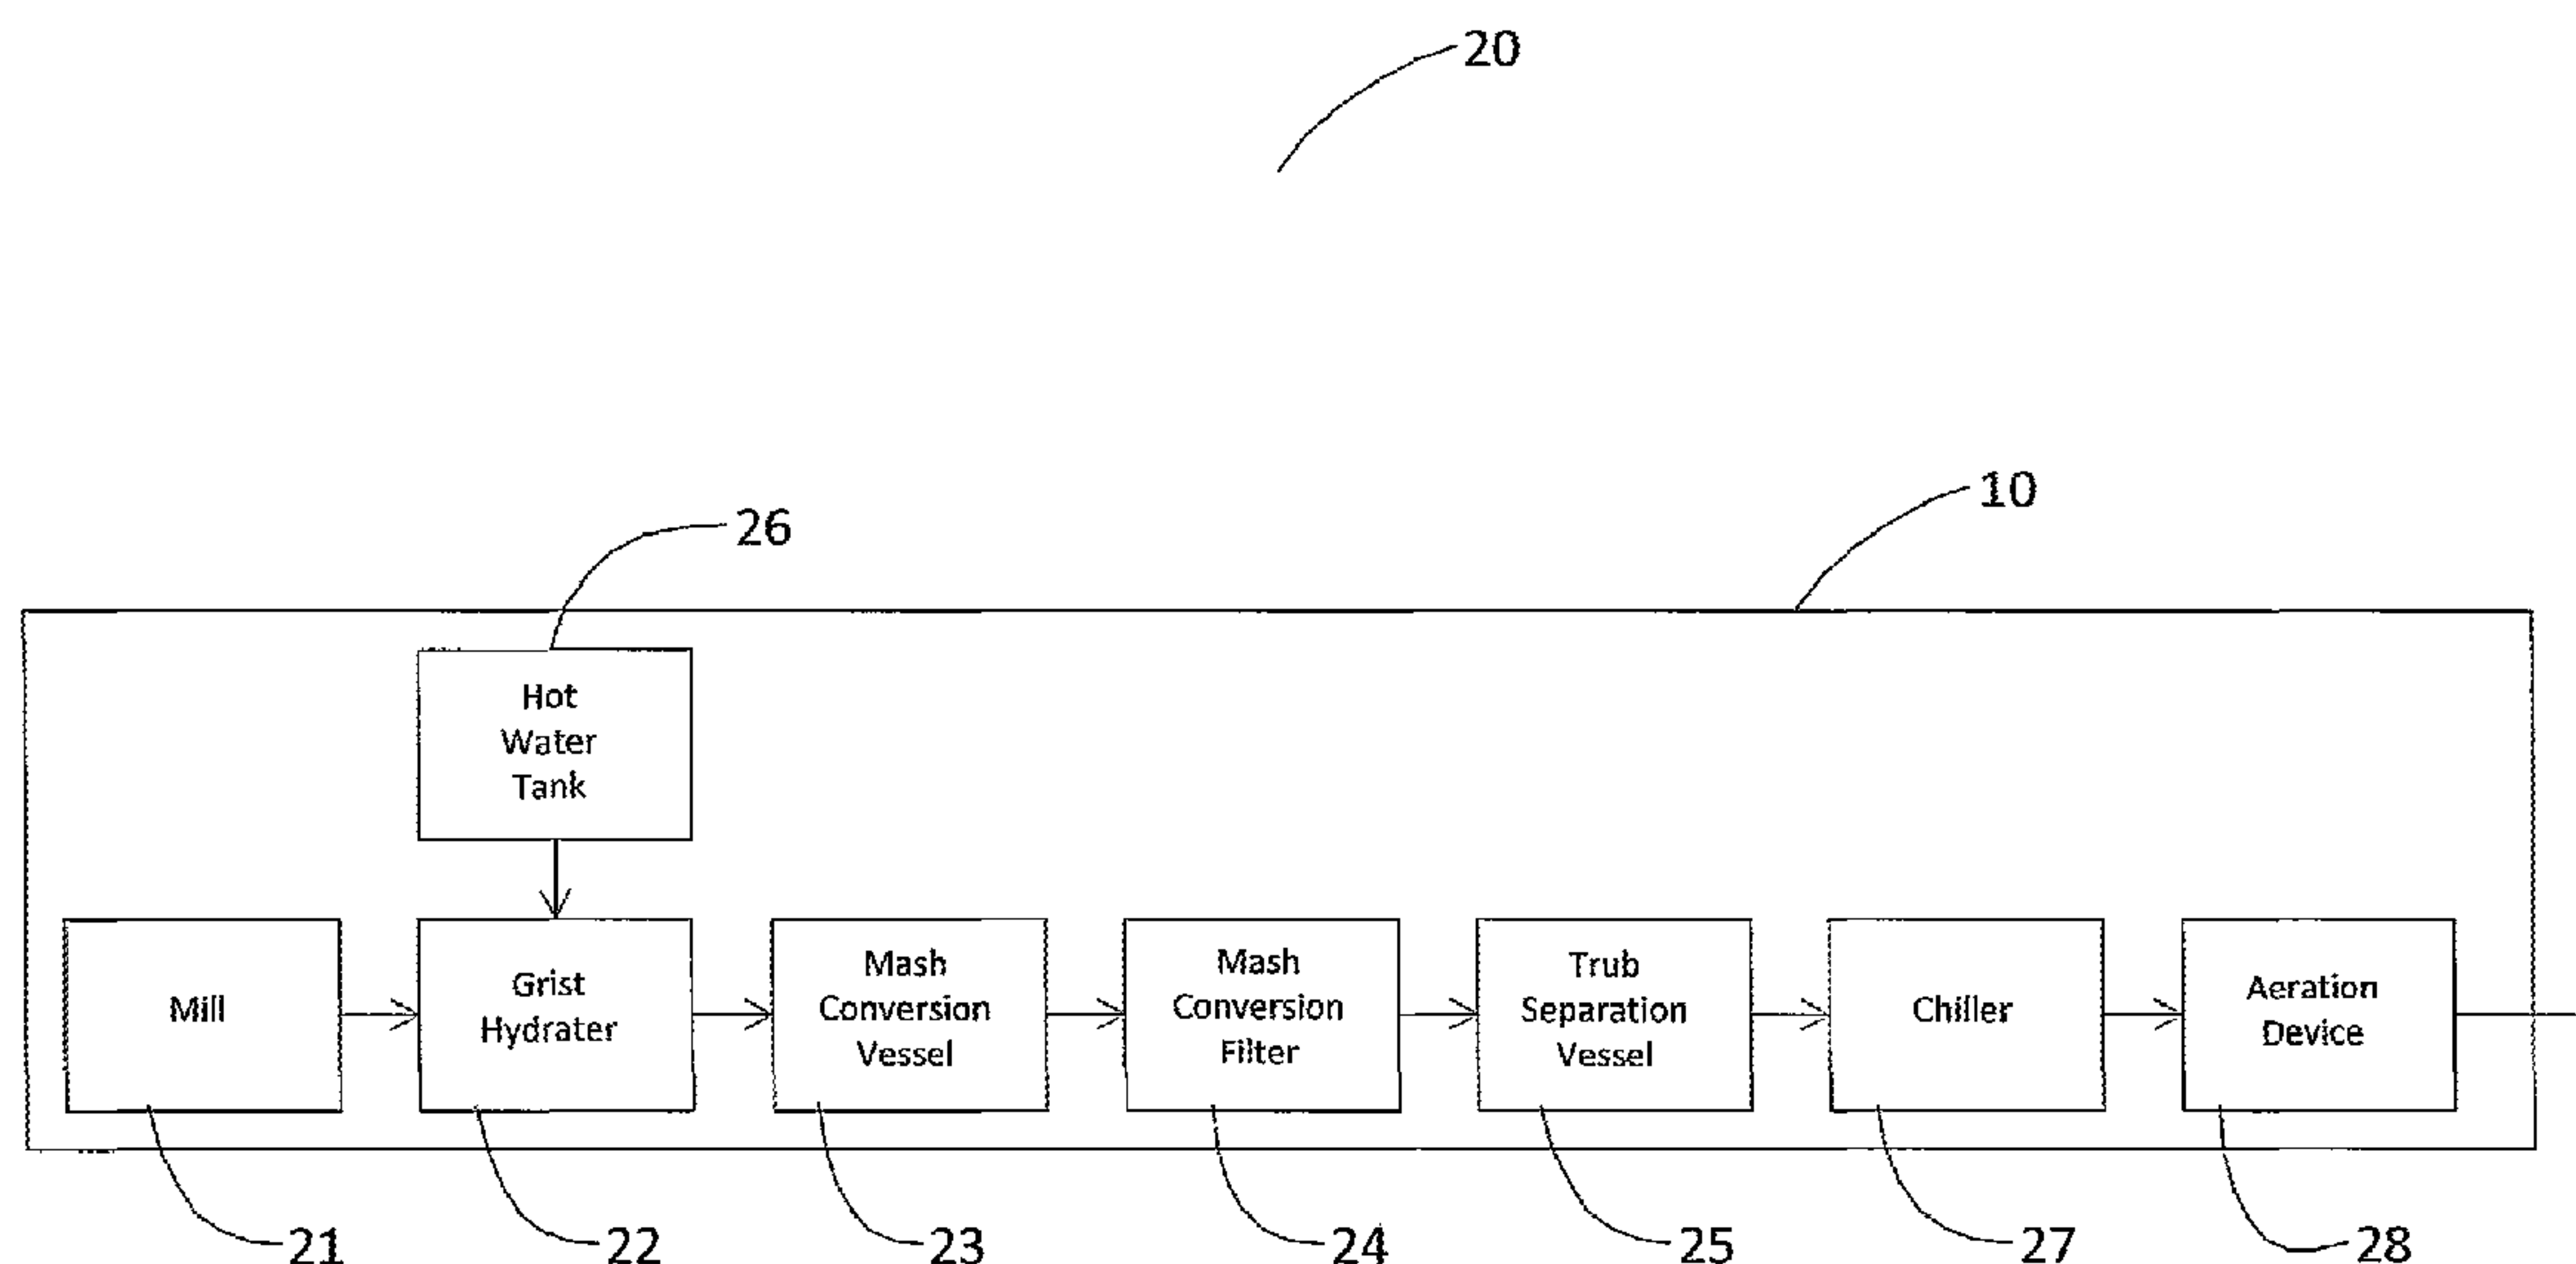 20
10
26
Hot
Water
Tank
Mill
Grist
Hydrater
Mash
Conversion
Vessel
Mash
Conversion
Filter
Trub
Separation
Vessel
Chiller
Aeration
Device
21
22
23
24
25
27
28